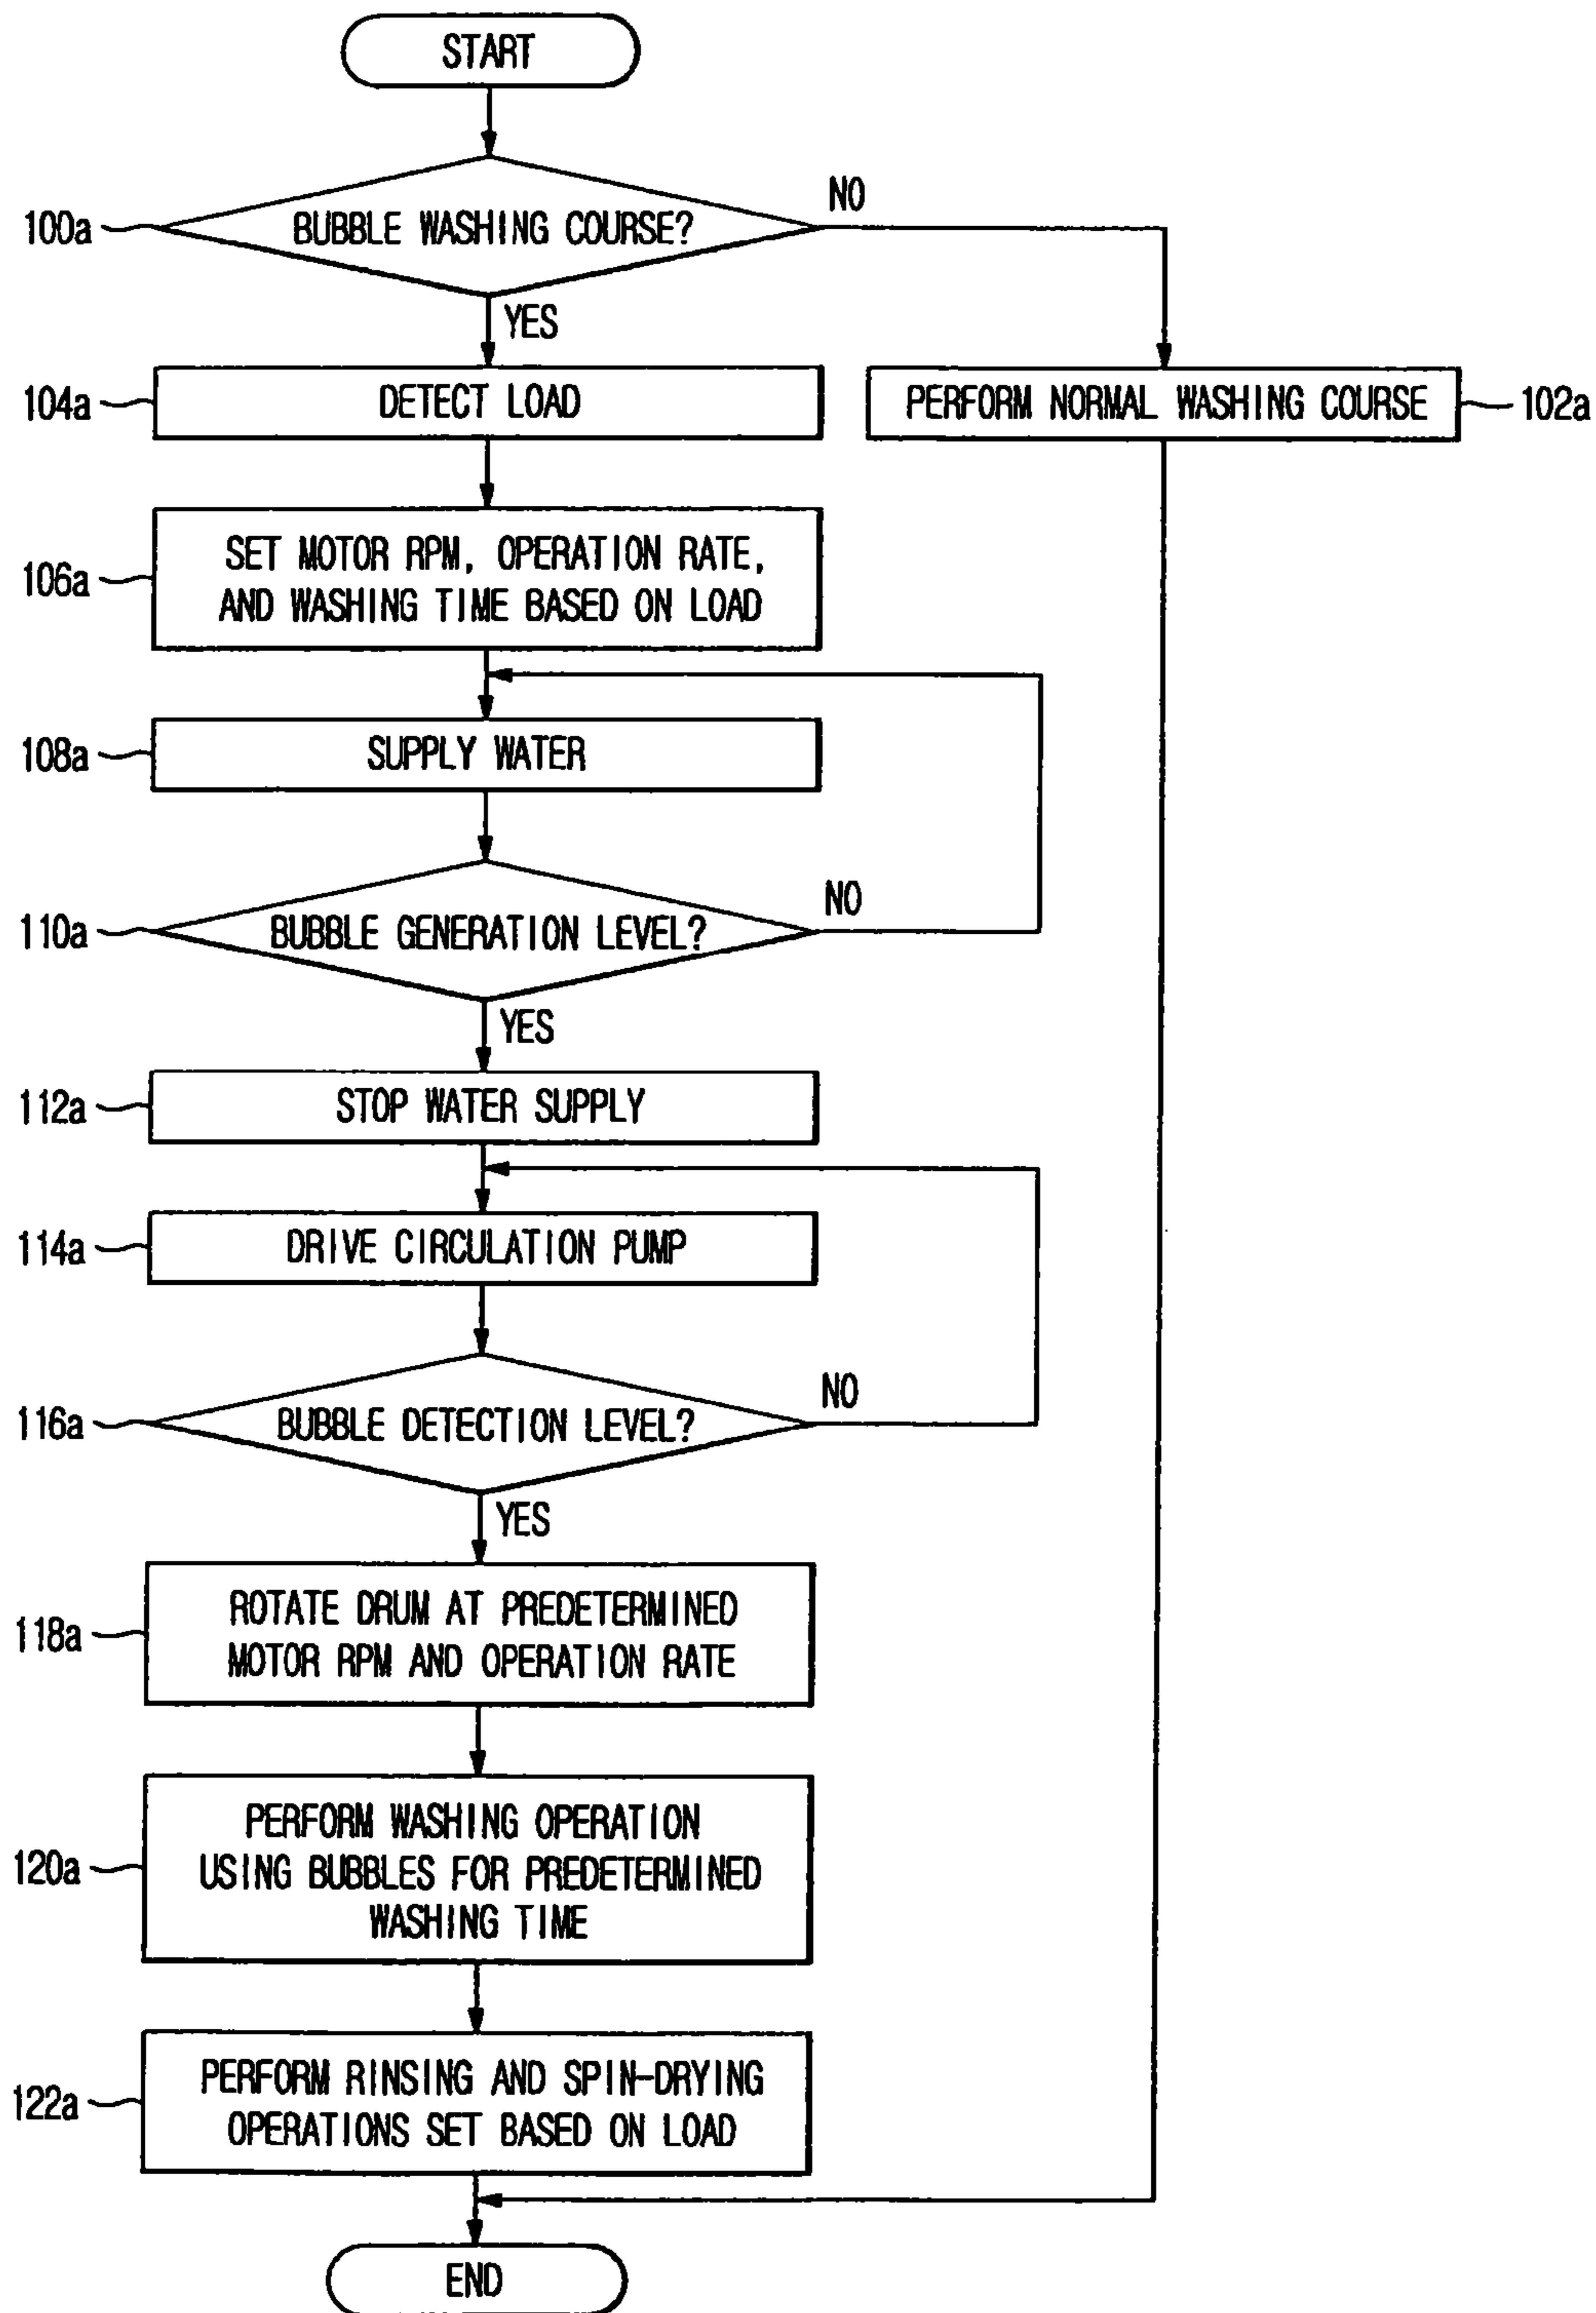 START
BUBBLE WASHING COURSE?
NO
100a
YES
DETECT LOAD
104a
PERFORM NORMAL WASHING COURSE
102a
SET MOTOR RPM, OPERATION RATE,
AND WASHING TIME BASED ON LOAD
106a
SUPPLY WATER
108a
BUBBLE GENERATION LEVEL?
NO
110a
YES
STOP WATER SUPPLY
112a
DRIVE CIRCULATION PUMP
114a
BUBBLE DETECTION LEVEL?
NO
116a
YES
ROTATE DRUM AT PREDETERMINED
MOTOR RPM AND OPERATION RATE
118a
PERFORM WASHING OPERATION
USING BUBBLES FOR PREDETERMINED
WASHING TIME
120a
PERFORM RINSING AND SPIN-DRYING
OPERATIONS SET BASED ON LOAD
122a
END